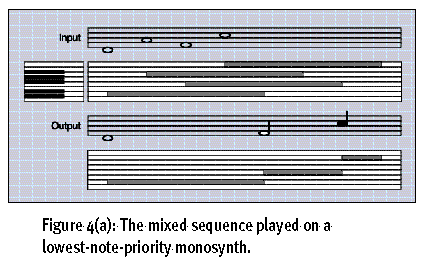 Input
Output
Figure 4(a): The mixed sequence played on a
lowest-note-priority monosynth.